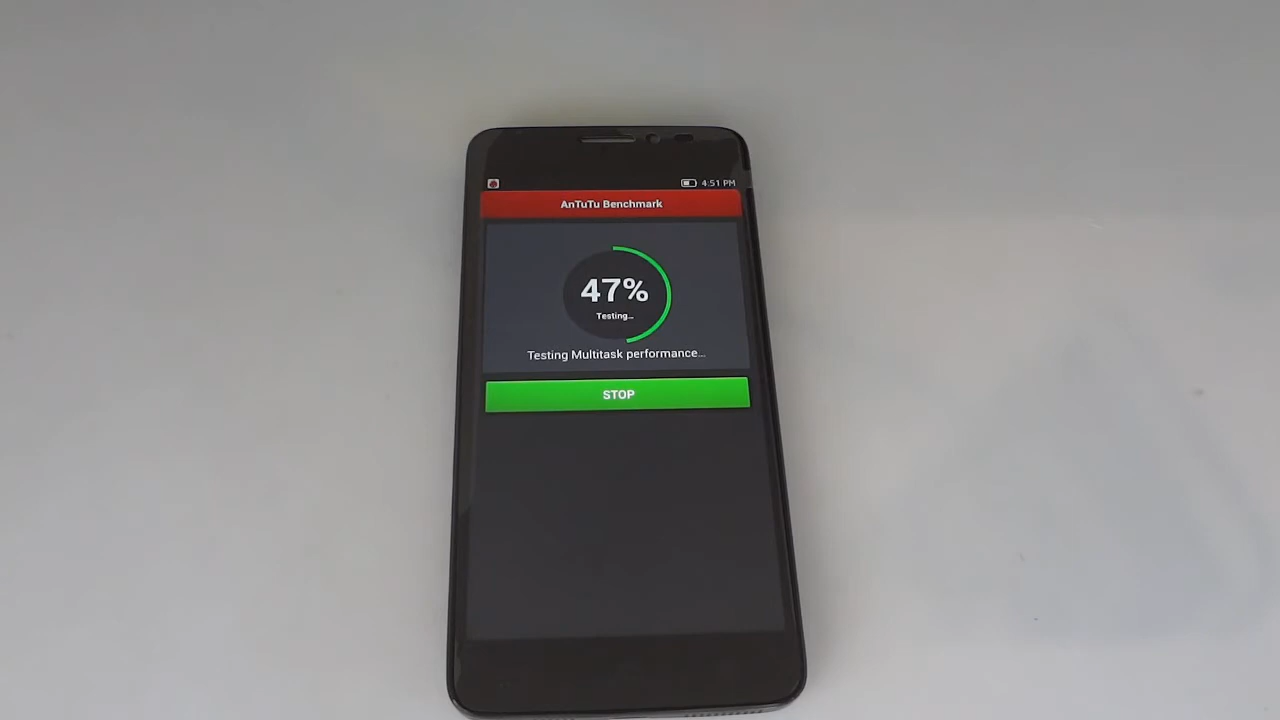 4:51 PM
AnTuTu Benchmark
47%
Testing...
Testing Multitask performance...
STOP